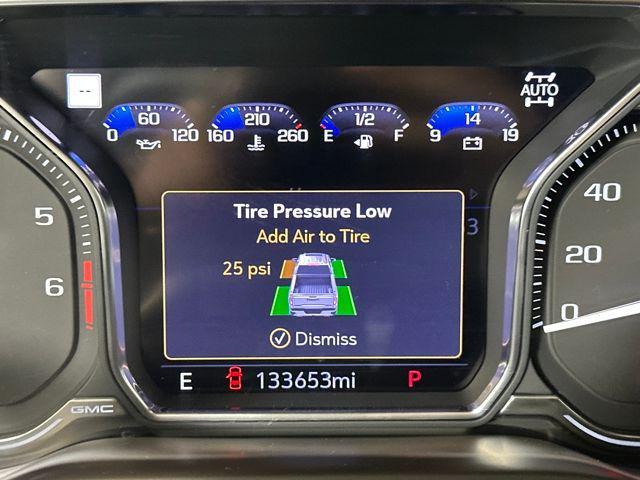 --
60
0 120
210
160 260
1/2
E F
14
9 19
AUTO
5
6
40
20
0
Tire Pressure Low
Add Air to Tire
25 psi
Dismiss
3
E 133653mi P
GMC